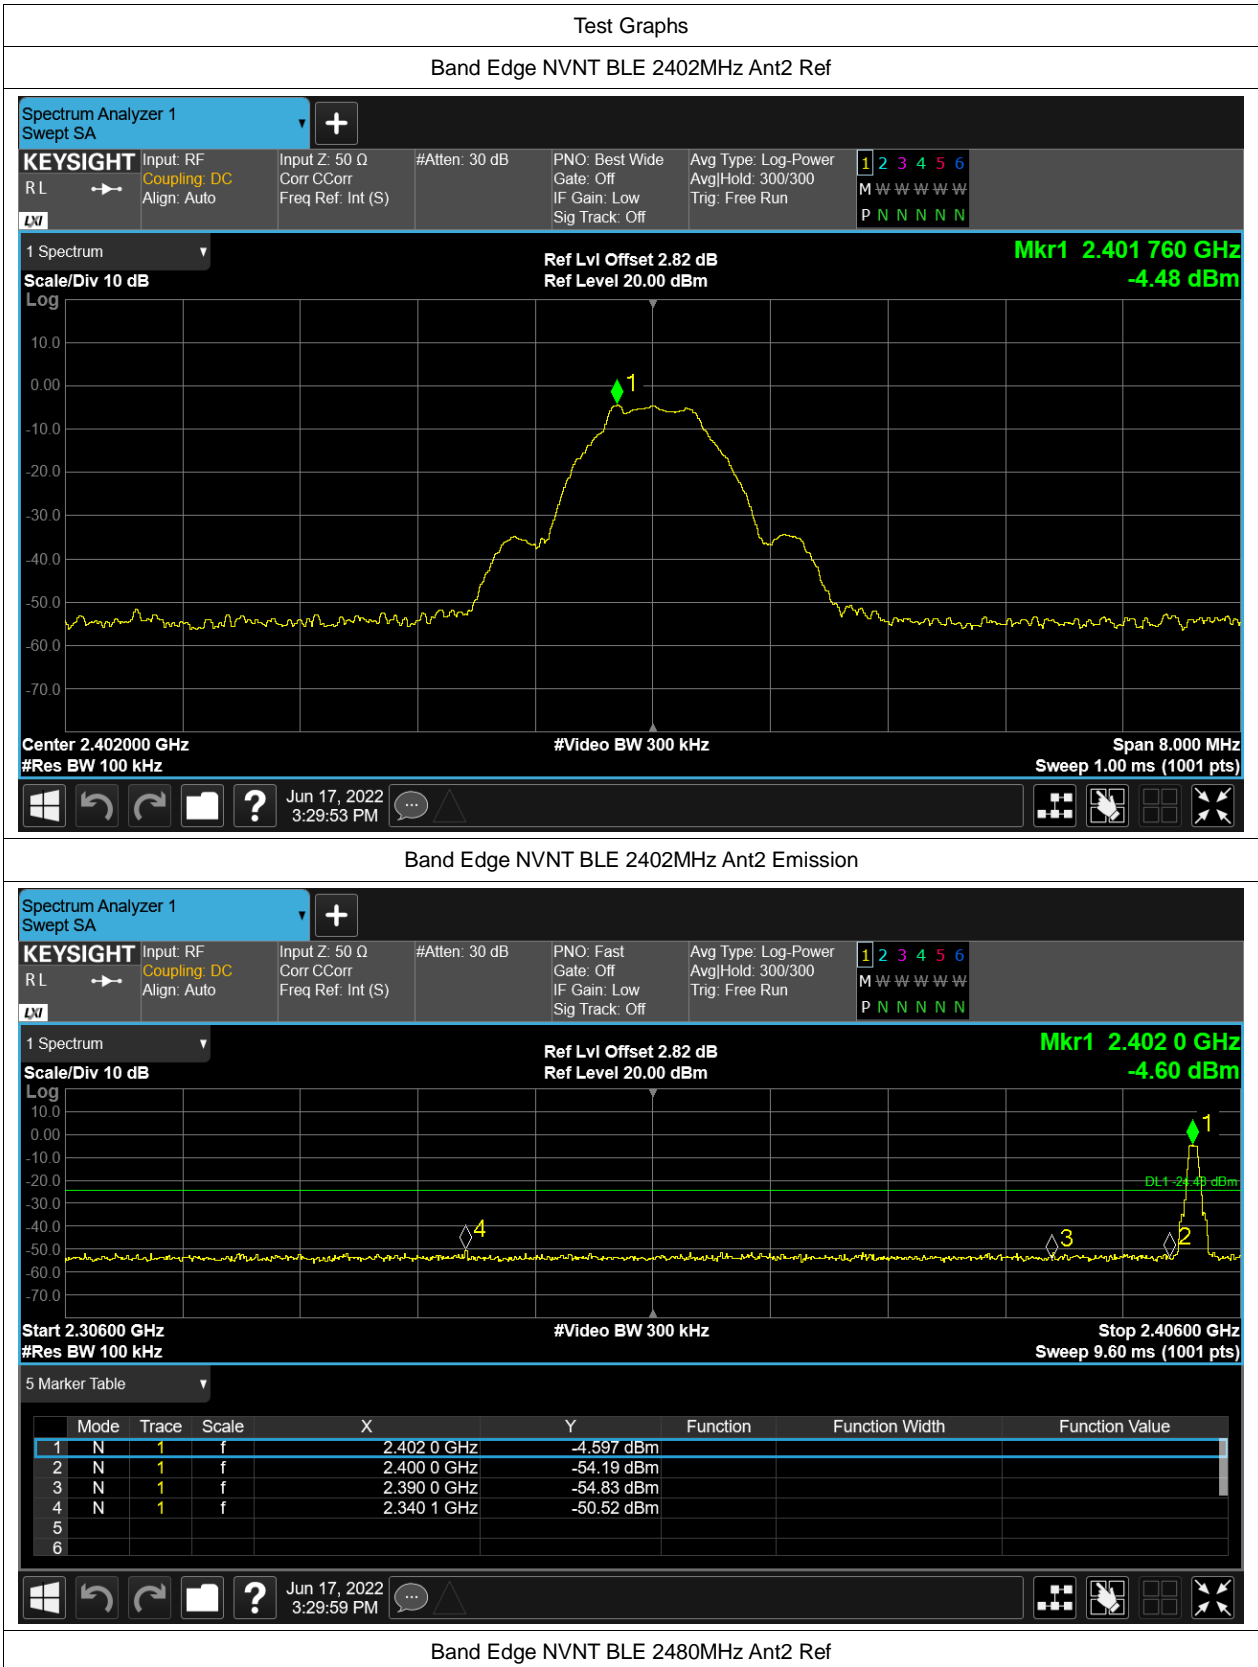 Test Graphs
Band Edge NVNT BLE 2402MHz Ant2 Ref
Spectrum Analyzer 1
Swept SA
KEYSIGHT Input: RF Input Z: 50 Ω #Atten: 30 dB PNO: Best Wide Avg Type: Log-Power 1 2 3 4 5 6
R L Coupling: DC Corr CCorr Gate: Off Avg|Hold: 300/300 M W W W W W
Align: Auto Freq Ref: Int (S) IF Gain: Low Trig: Free Run
LXI Sig Track: Off P N N N N N
1 Spectrum Ref Lvl Offset 2.82 dB Mkr1 2.401 760 GHz
Scale/Div 10 dB Ref Level 20.00 dBm -4.48 dBm
Log
10.0
0.00
1
-10.0
-20.0
-30.0
-40.0
-50.0
-60.0
-70.0
Center 2.402000 GHz #Video BW 300 kHz Span 8.000 MHz
#Res BW 100 kHz Sweep 1.00 ms (1001 pts)
? Jun 17, 2022
3:29:53 PM
Band Edge NVNT BLE 2402MHz Ant2 Emission
Spectrum Analyzer 1
Swept SA
KEYSIGHT Input: RF Input Z: 50 Ω #Atten: 30 dB PNO: Fast Avg Type: Log-Power 1 2 3 4 5 6
R L Coupling: DC Corr CCorr Gate: Off Avg|Hold: 300/300 M W W W W W
Align: Auto Freq Ref: Int (S) IF Gain: Low Trig: Free Run
LXI Sig Track: Off P N N N N N
1 Spectrum Ref Lvl Offset 2.82 dB Mkr1 2.402 0 GHz
Scale/Div 10 dB Ref Level 20.00 dBm -4.60 dBm
Log
10.0
1
0.00
-10.0
-20.0 DL1 -24.48 dBm
-30.0
-40.0
4 3 2
-50.0
-60.0
-70.0
Start 2.30600 GHz #Video BW 300 kHz Stop 2.40600 GHz
#Res BW 100 kHz Sweep 9.60 ms (1001 pts)
5 Marker Table
Mode Trace Scale X Y Function Function Width Function Value
1 N 1 f 2.402 0 GHz -4.597 dBm
2 N 1 f 2.400 0 GHz -54.19 dBm
3 N 1 f 2.390 0 GHz -54.83 dBm
4 N 1 f 2.340 1 GHz -50.52 dBm
5
6
? Jun 17, 2022
3:29:59 PM
Band Edge NVNT BLE 2480MHz Ant2 Ref